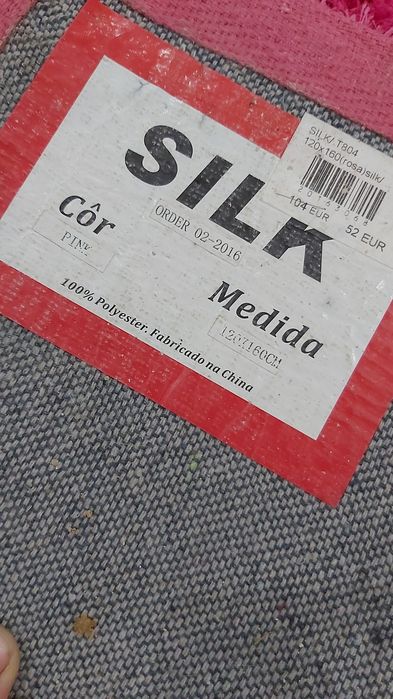 SILK/ T804
120x160(rosa)silk/
104 EUR 52 EUR
SILK
ORDER 02-2016
Côr
PINK
Medida
120X160CM
100% Polyester. Fabricado na China